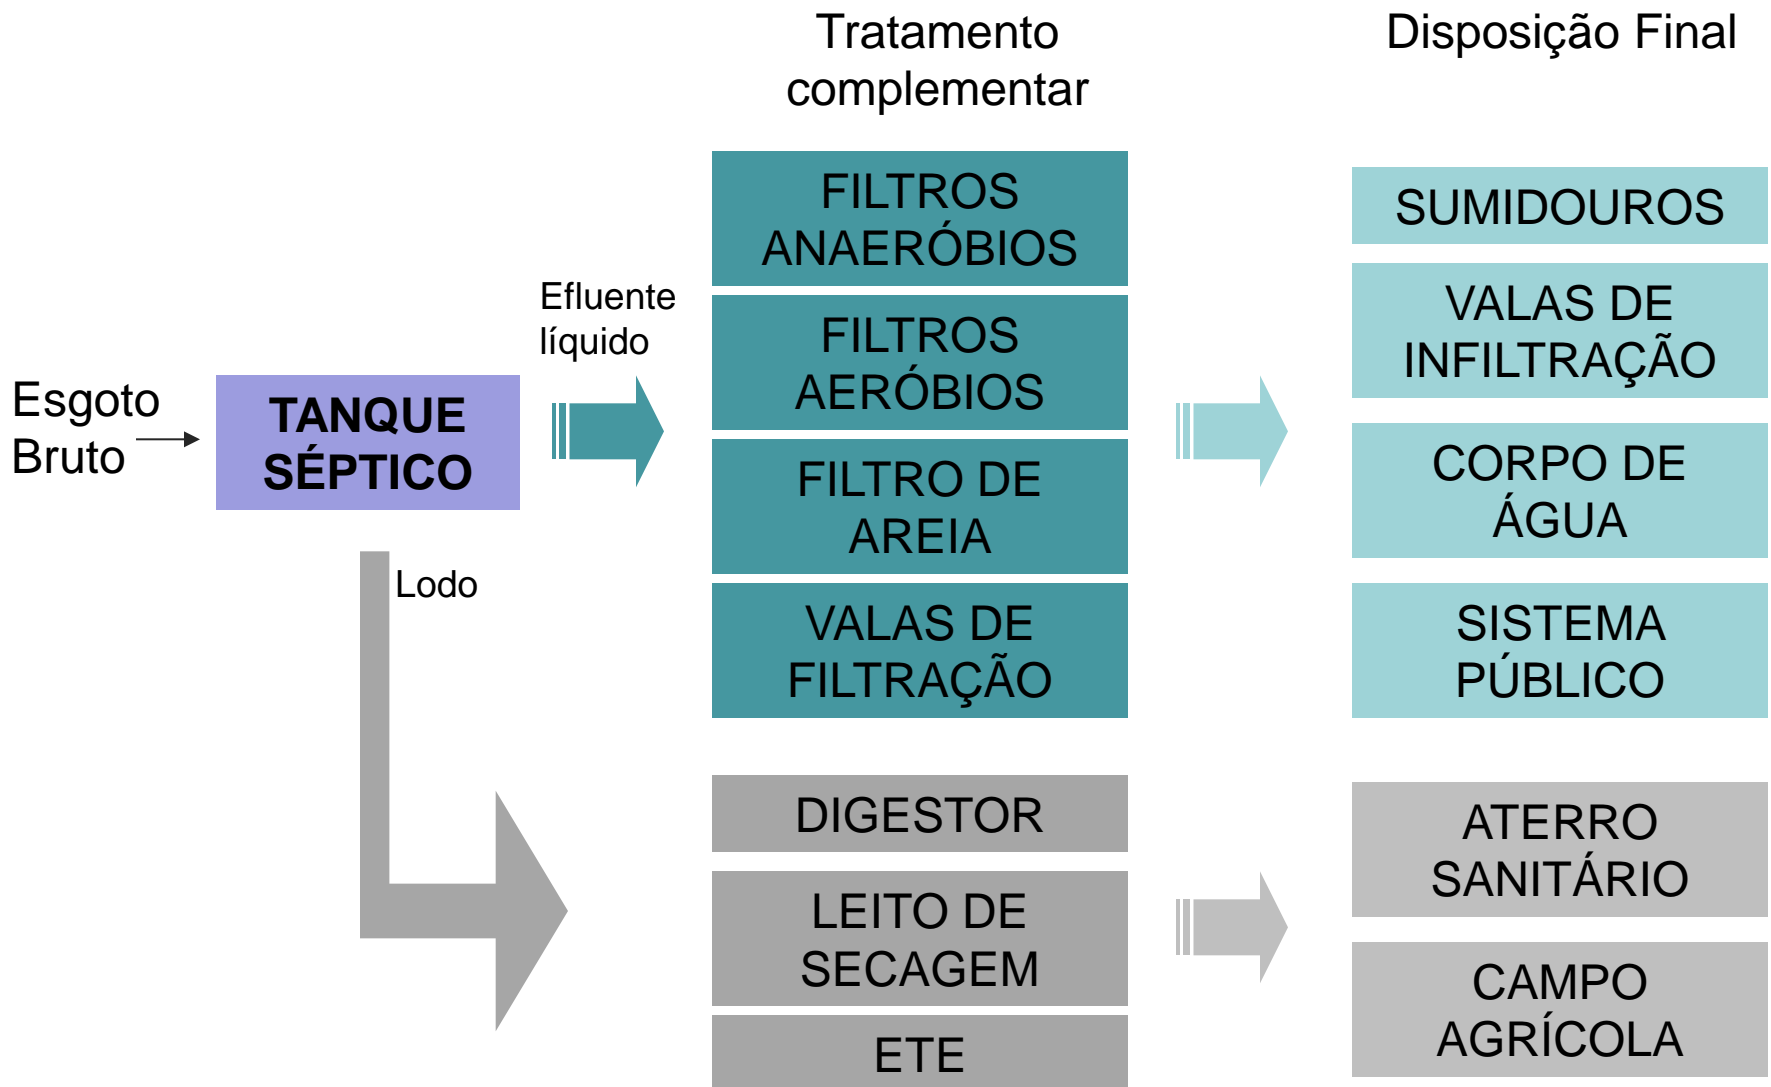 Tratamento
complementar
Disposição Final
Esgoto
Bruto
TANQUE
SÉPTICO
Efluente
líquido
Lodo
FILTROS
ANAERÓBIOS
FILTROS
AERÓBIOS
FILTRO DE
AREIA
VALAS DE
FILTRAÇÃO
SUMIDOUROS
VALAS DE
INFILTRAÇÃO
CORPO DE
ÁGUA
SISTEMA
PÚBLICO
DIGESTOR
LEITO DE
SECAGEM
ETE
ATERRO
SANITÁRIO
CAMPO
AGRÍCOLA